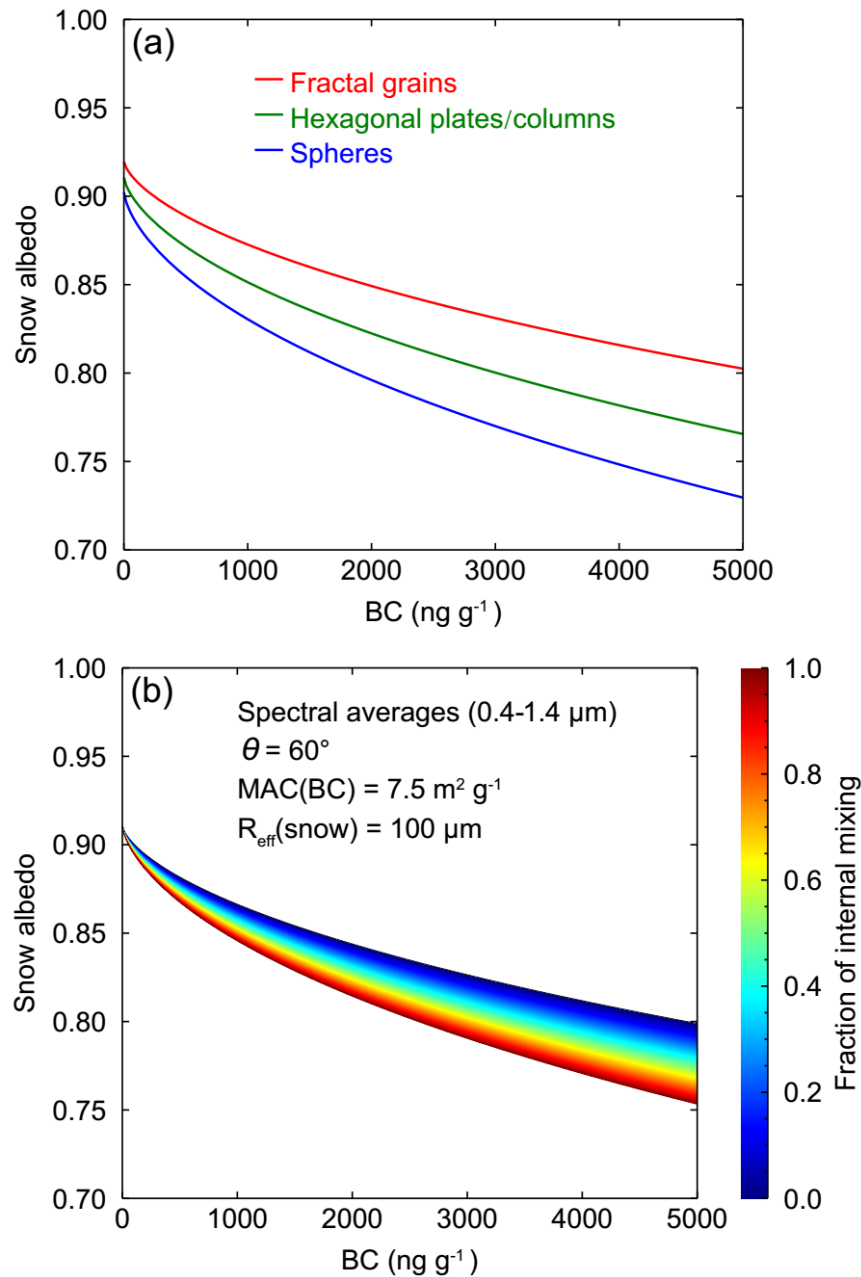 (a)
1.00
0.95
0.90
0.85
0.80
0.75
0.70
Snow albedo
Fractal grains
Hexagonal plates/columns
Spheres
0 1000 2000 3000 4000 5000
BC (ng g⁻¹)
(b)
1.00
0.95
0.90
0.85
0.80
0.75
0.70
Snow albedo
Spectral averages (0.4-1.4 µm)
θ = 60°
MAC(BC) = 7.5 m² g⁻¹
R_eff(snow) = 100 µm
0 1000 2000 3000 4000 5000
BC (ng g⁻¹)
1.0
0.8
0.6
0.4
0.2
0.0
Fraction of internal mixing